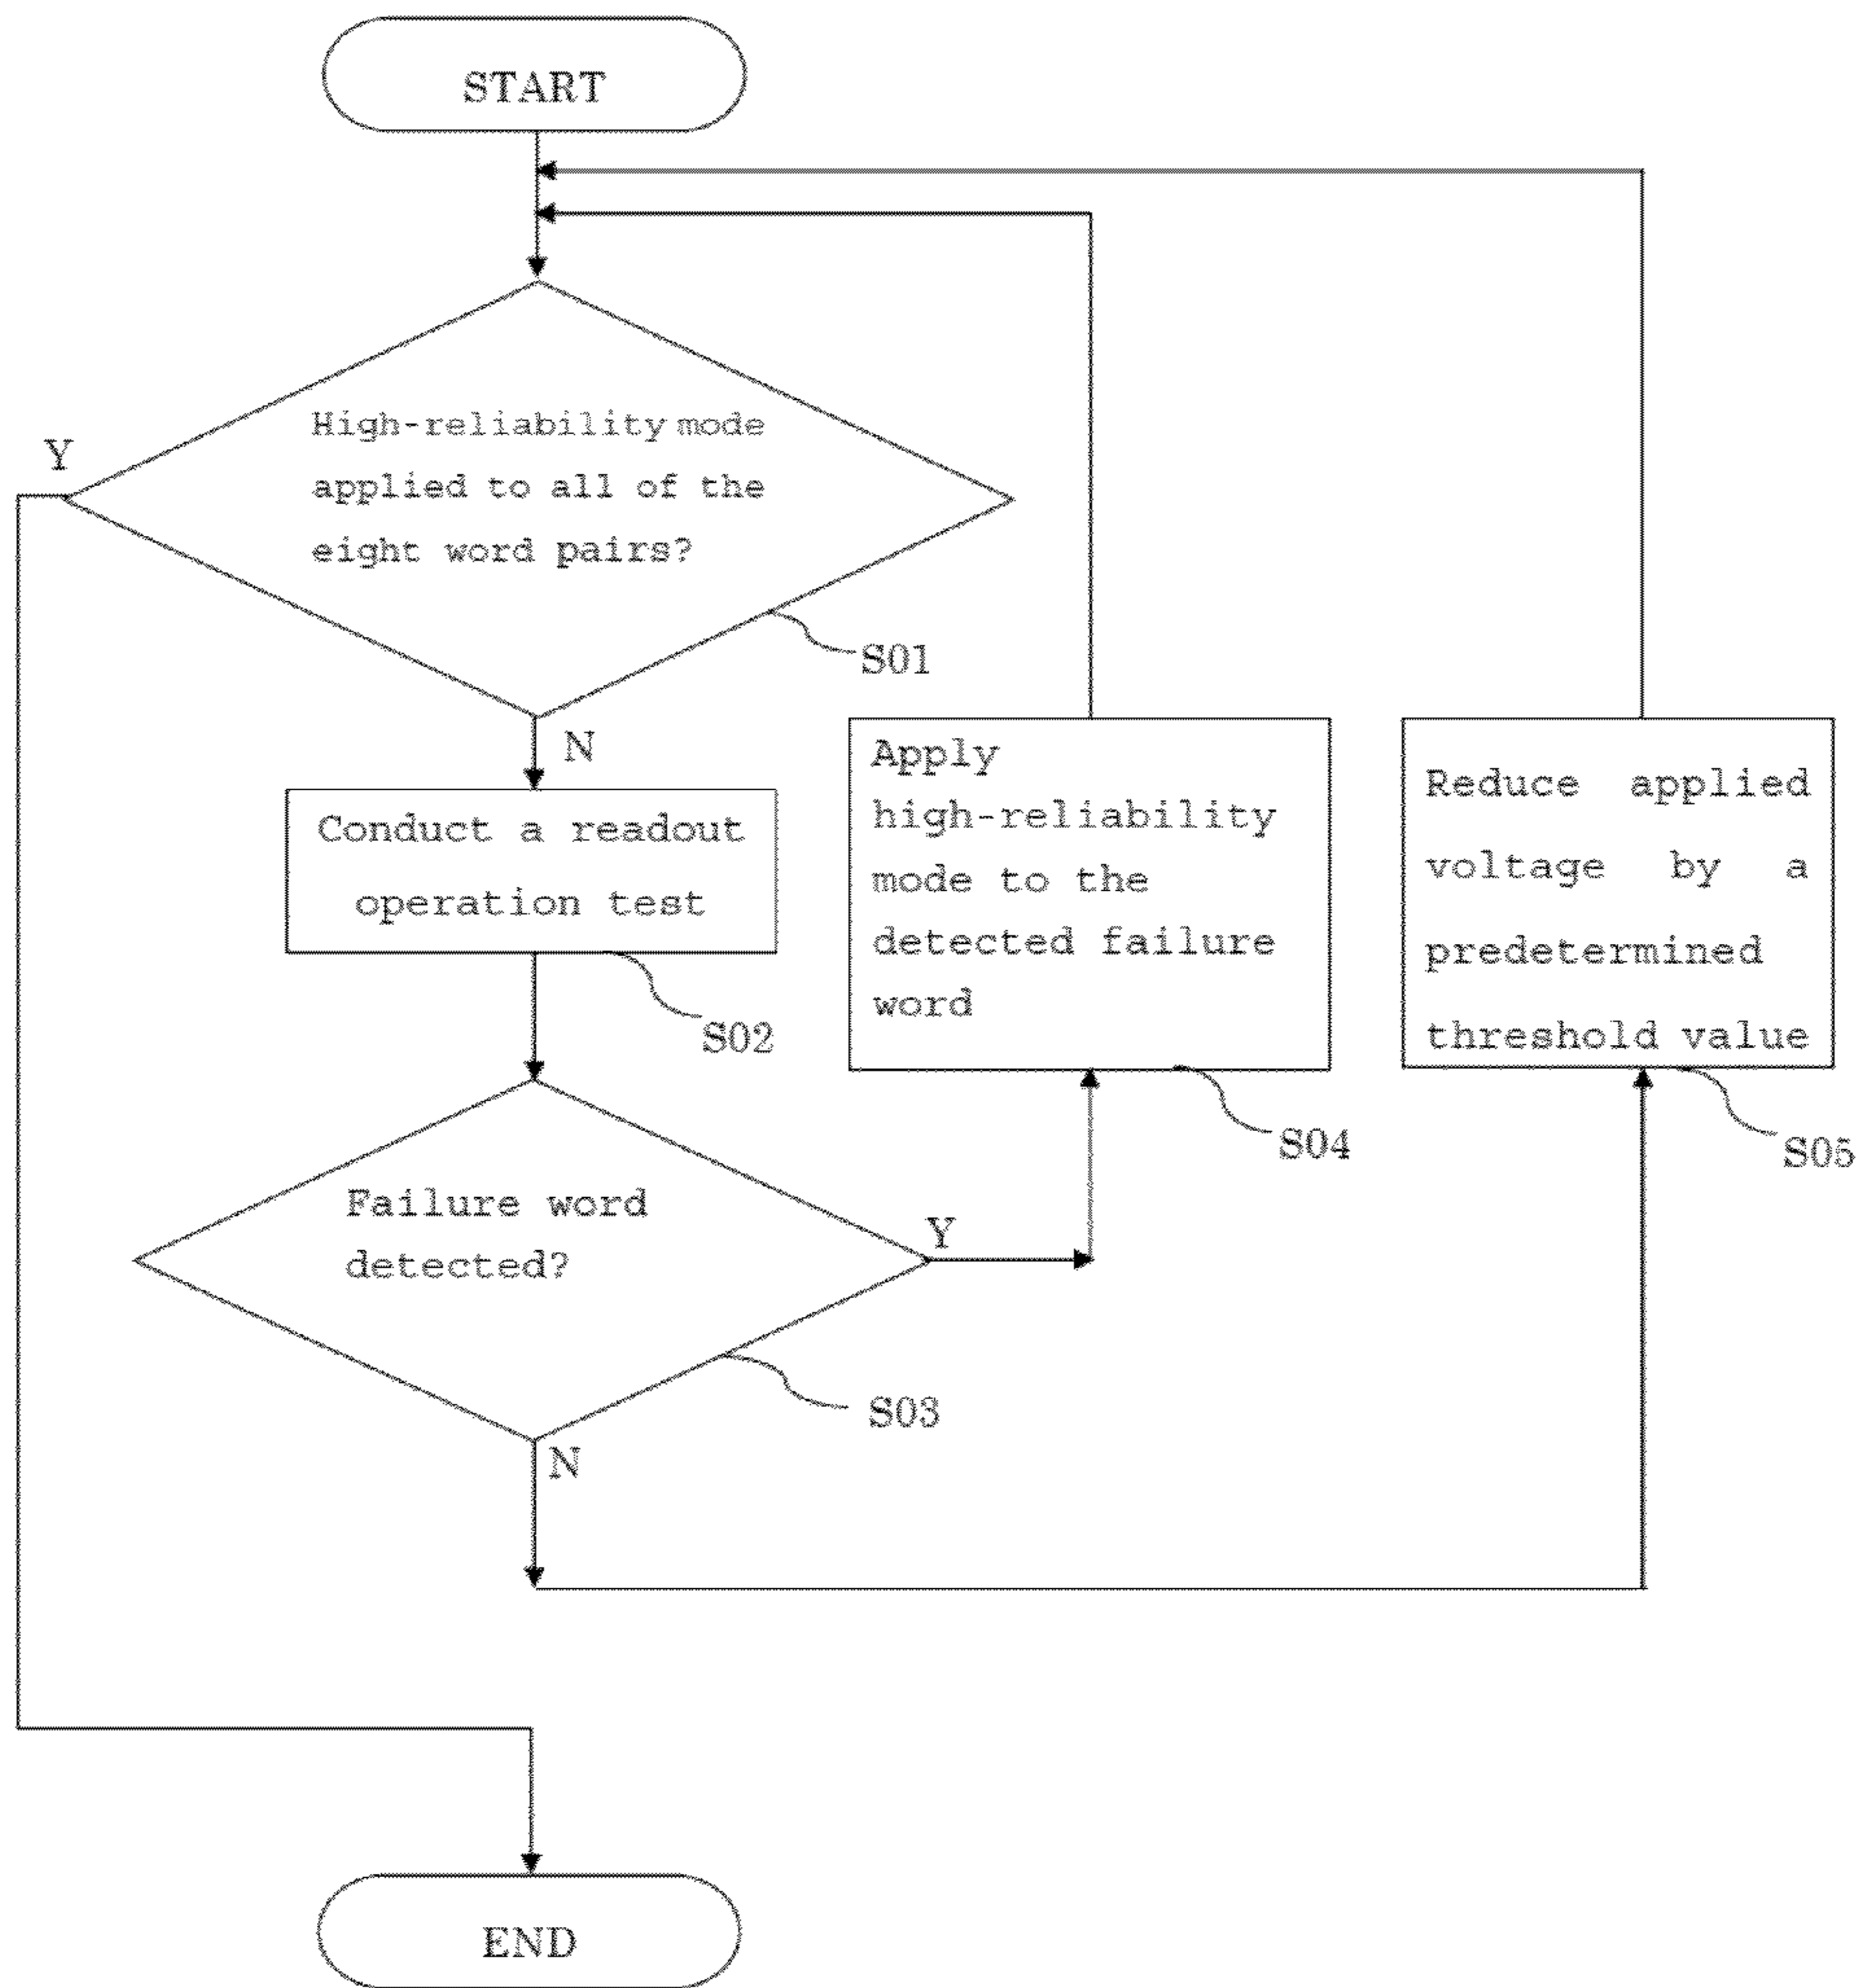 START
High-reliability mode
applied to all of the
eight word pairs?
Y
S01
N
Conduct a readout
operation test
S02
Apply
high-reliability
mode to the
detected failure
word
S04
Reduce applied
voltage by a
predetermined
threshold value
S05
Failure word
detected?
Y
S03
N
END